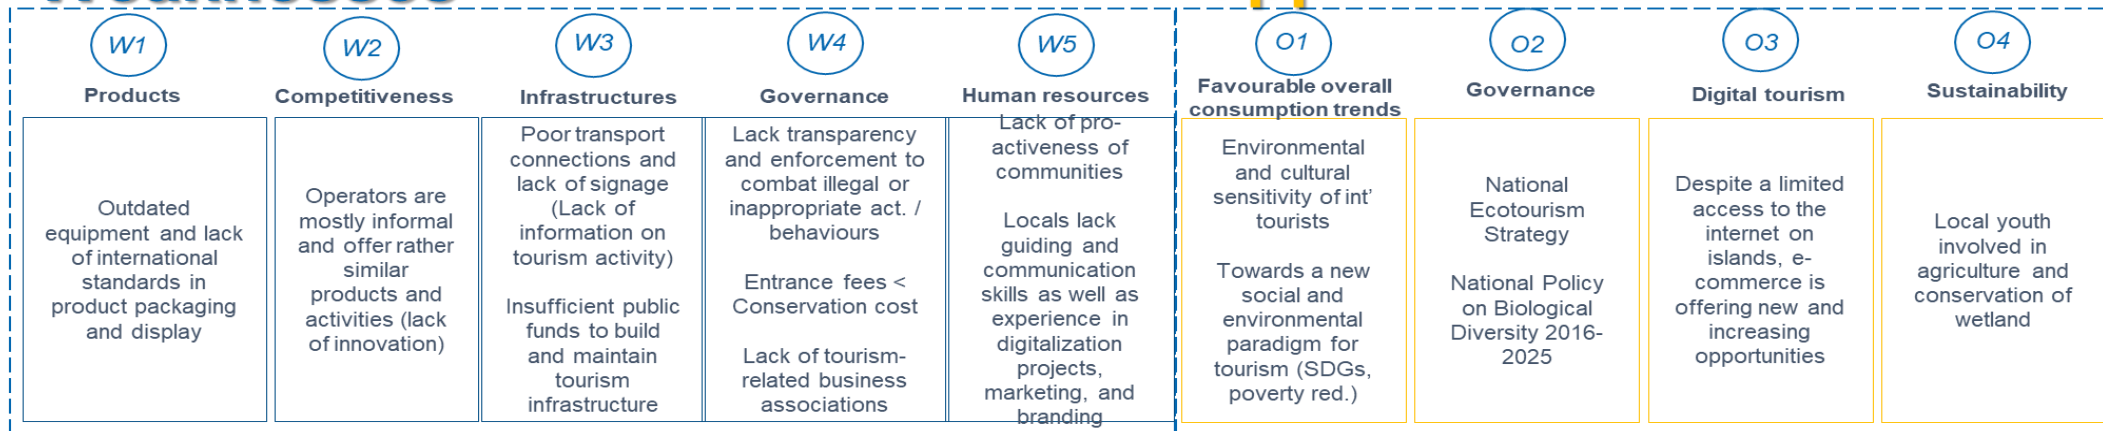 Weaknesses
W1
Products
Outdated
equipment and lack
of international
standards in
product packaging
and display
W2
Competitiveness
Operators are
mostly informal
and offer rather
similar
products and
activities (lack
of innovation)
W3
Infrastructures
Poor transport
connections and
lack of signage
(Lack of
information on
tourism activity)
Insufficient public
funds to build
and maintain
tourism
infrastructure
W4
Governance
Lack transparency
and enforcement to
combat illegal or
inappropriate act. /
behaviours
Entrance fees <
Conservation cost
Lack of tourism-
related business
associations
W5
Human resources
Lack of pro-
activeness of
communities
Locals lack
guiding and
communication
skills as well as
experience in
digitalization
projects,
marketing, and
branding
O1
Favourable overall
consumption trends
Environmental
and cultural
sensitivity of int’
tourists
Towards a new
social and
environmental
paradigm for
tourism (SDGs,
poverty red.)
O2
Governance
National
Ecotourism
Strategy
National Policy
on Biological
Diversity 2016-
2025
O3
Digital tourism
Despite a limited
access to the
internet on
islands, e-
commerce is
offering new and
increasing
opportunities
O4
Sustainability
Local youth
involved in
agriculture and
conservation of
wetland